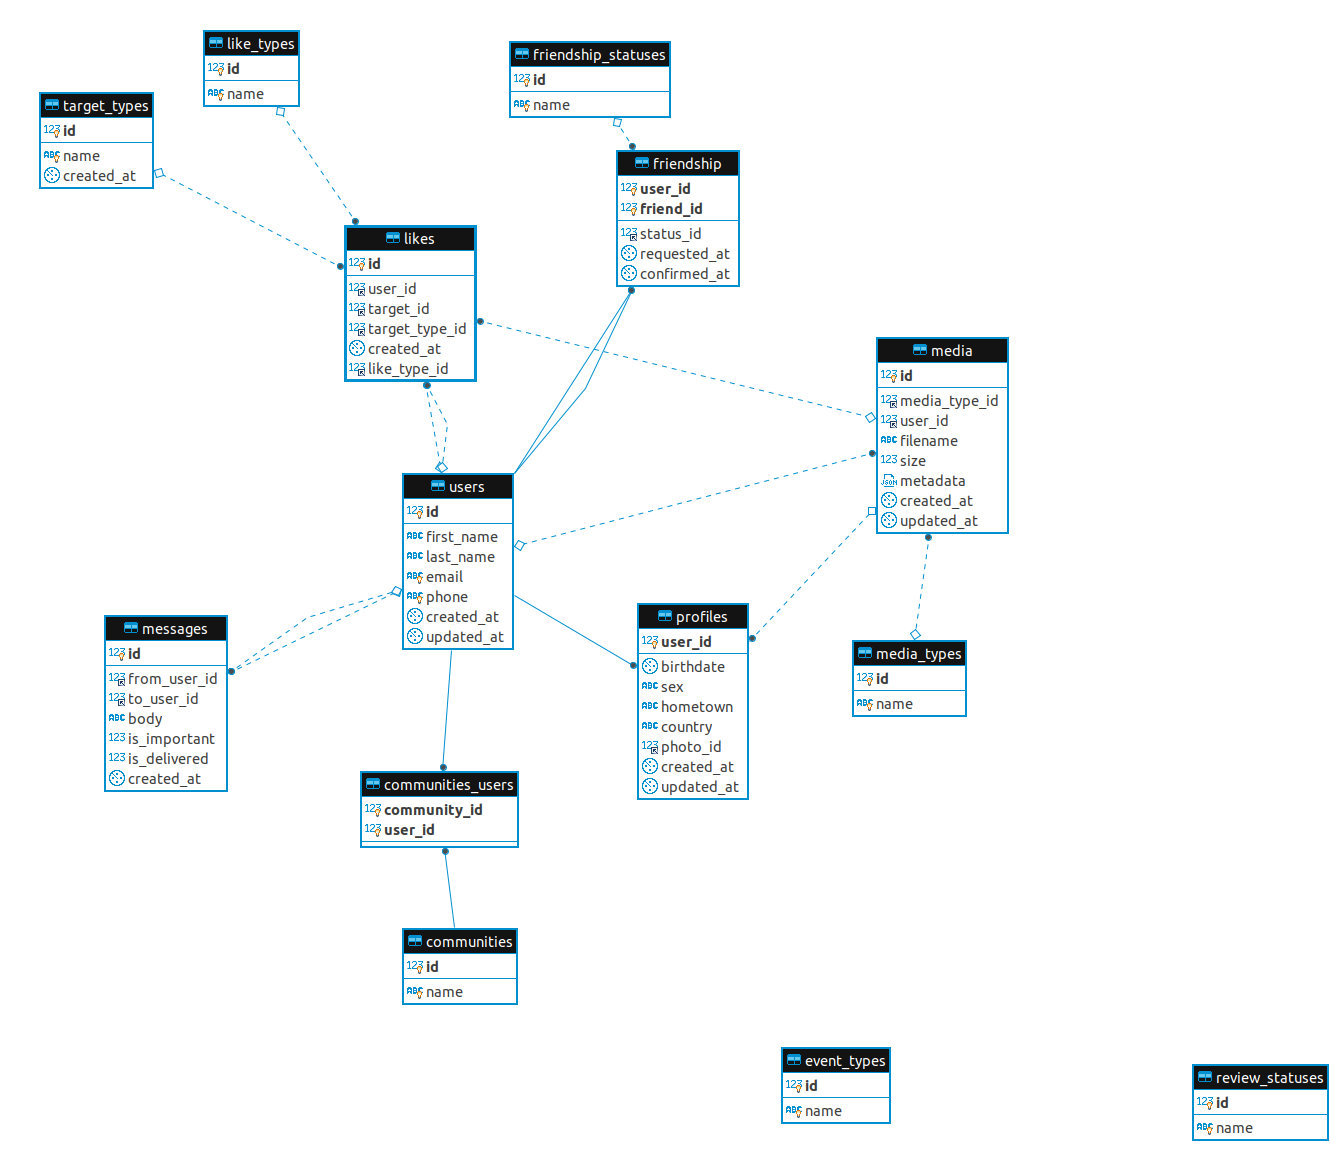 like_types
id
name
friendship_statuses
id
name
target_types
id
name
created_at
friendship
user_id
friend_id
status_id
requested_at
confirmed_at
likes
id
user_id
target_id
target_type_id
created_at
like_type_id
media
id
media_type_id
user_id
filename
size
metadata
created_at
updated_at
users
id
first_name
last_name
email
phone
created_at
updated_at
messages
id
from_user_id
to_user_id
body
is_important
is_delivered
created_at
profiles
user_id
birthdate
sex
hometown
country
photo_id
created_at
updated_at
media_types
id
name
communities_users
community_id
user_id
communities
id
name
event_types
id
name
review_statuses
id
name